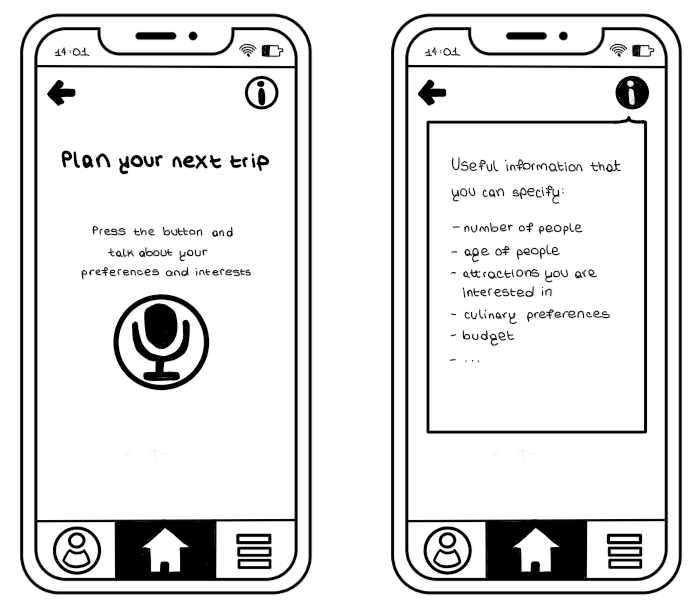 14:01
Plan your next trip
Press the button and
talk about your
preferences and interests
14:01
Useful information that
you can specify:
- number of people
- age of people
- attractions you are
interested in
- culinary preferences
- budget
- ...